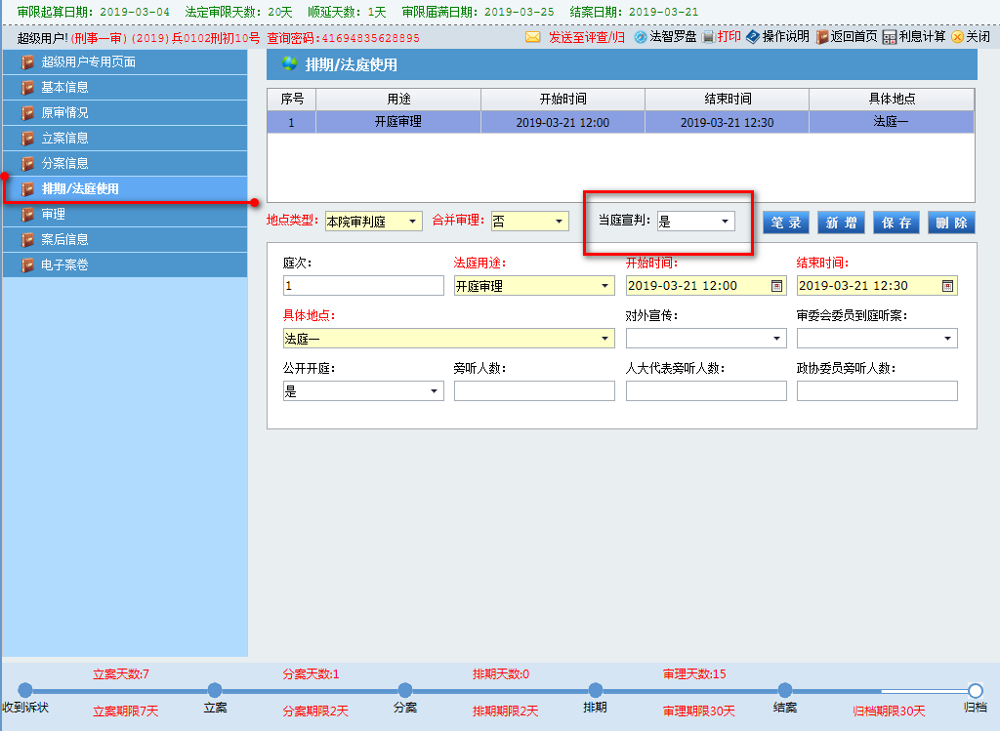 审限起算日期: 2019-03-04 法定审限天数: 20天 顺延天数: 1天 审限届满日期: 2019-03-25 结案日期: 2019-03-21
超级用户!(刑事一审)(2019)兵0102刑初10号 查询密码:41694835628895 发送至评查/归 法智罗盘 打印 操作说明 返回首页 利息计算 关闭
超级用户专用页面
基本信息
原审情况
立案信息
分案信息
排期/法庭使用
审理
案后信息
电子案卷
排期/法庭使用
序号 用途 开始时间 结束时间 具体地点
1 开庭审理 2019-03-21 12:00 2019-03-21 12:30 法庭一
地点类型: 本院审判庭 合并审理: 否 当庭宣判: 是 笔录 新增 保存 删除
庭次: 法庭用途: 开始时间: 结束时间:
1 开庭审理 2019-03-21 12:00 2019-03-21 12:30
具体地点: 对外宣传: 审委会委员到庭听案:
法庭一
公开开庭: 旁听人数: 人大代表旁听人数: 政协委员旁听人数:
是
立案天数:7 分案天数:1 排期天数:0 审理天数:15
收到诉状 立案 分案 排期 结案 归档
立案期限7天 分案期限2天 排期期限2天 审理期限30天 归档期限30天